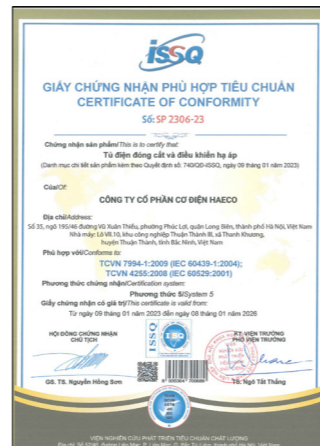 ISSQ
GIẤY CHỨNG NHẬN PHÙ HỢP TIÊU CHUẨN
CERTIFICATE OF CONFORMITY
Số: SP 2306-23
Chứng nhận sản phẩm/This is to certify that:
Tủ điện đóng cắt và điều khiển hạ áp
(Danh mục chi tiết sản phẩm kèm theo Quyết định số: 740/QĐ-ISSQ, ngày 09 tháng 01 năm 2023)
Của/Of:
CÔNG TY CỔ PHẦN CƠ ĐIỆN HAECO
Địa chỉ/Address:
Số 35, ngõ 195/46 đường Vũ Xuân Thiều, phường Phúc Lợi, quận Long Biên, thành phố Hà Nội, Việt Nam
Nhà máy: Lô VII.10, khu công nghiệp Thuận Thành III, xã Thanh Khương,
huyện Thuận Thành, tỉnh Bắc Ninh, Việt Nam
Phù hợp với/Conforms to:
TCVN 7994-1:2009 (IEC 60439-1:2004);
TCVN 4255:2008 (IEC 60529:2001)
Phương thức chứng nhận/Certification system:
Phương thức 5/System 5
Giấy chứng nhận có giá trị/This certificate is valid from:
Từ ngày 09 tháng 01 năm 2023 đến ngày 08 tháng 01 năm 2026
HỘI ĐỒNG CHỨNG NHẬN
CHỦ TỊCH
KT. VIỆN TRƯỞNG
PHÓ VIỆN TRƯỞNG
ISSQ
GS. TS. Nguyễn Hồng Sơn
TS. Ngô Tất Thắng
VIỆN NGHIÊN CỨU PHÁT TRIỂN TIÊU CHUẨN CHẤT LƯỢNG